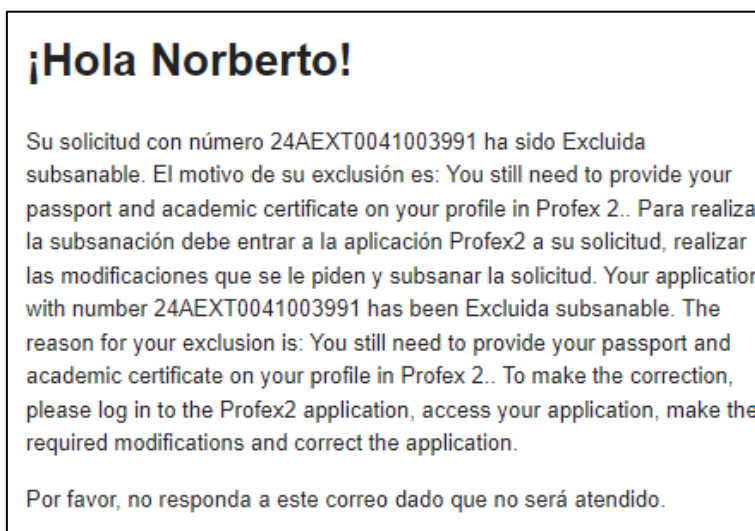 ¡Hola Norberto!
Su solicitud con número 24AEXT0041003991 ha sido Excluida
subsanable. El motivo de su exclusión es: You still need to provide your
passport and academic certificate on your profile in Profex 2.. Para realiza
la subsanación debe entrar a la aplicación Profex2 a su solicitud, realizar
las modificaciones que se le piden y subsanar la solicitud. Your application
with number 24AEXT0041003991 has been Excluida subsanable. The
reason for your exclusion is: You still need to provide your passport and
academic certificate on your profile in Profex 2.. To make the correction,
please log in to the Profex2 application, access your application, make the
required modifications and correct the application.
Por favor, no responda a este correo dado que no será atendido.